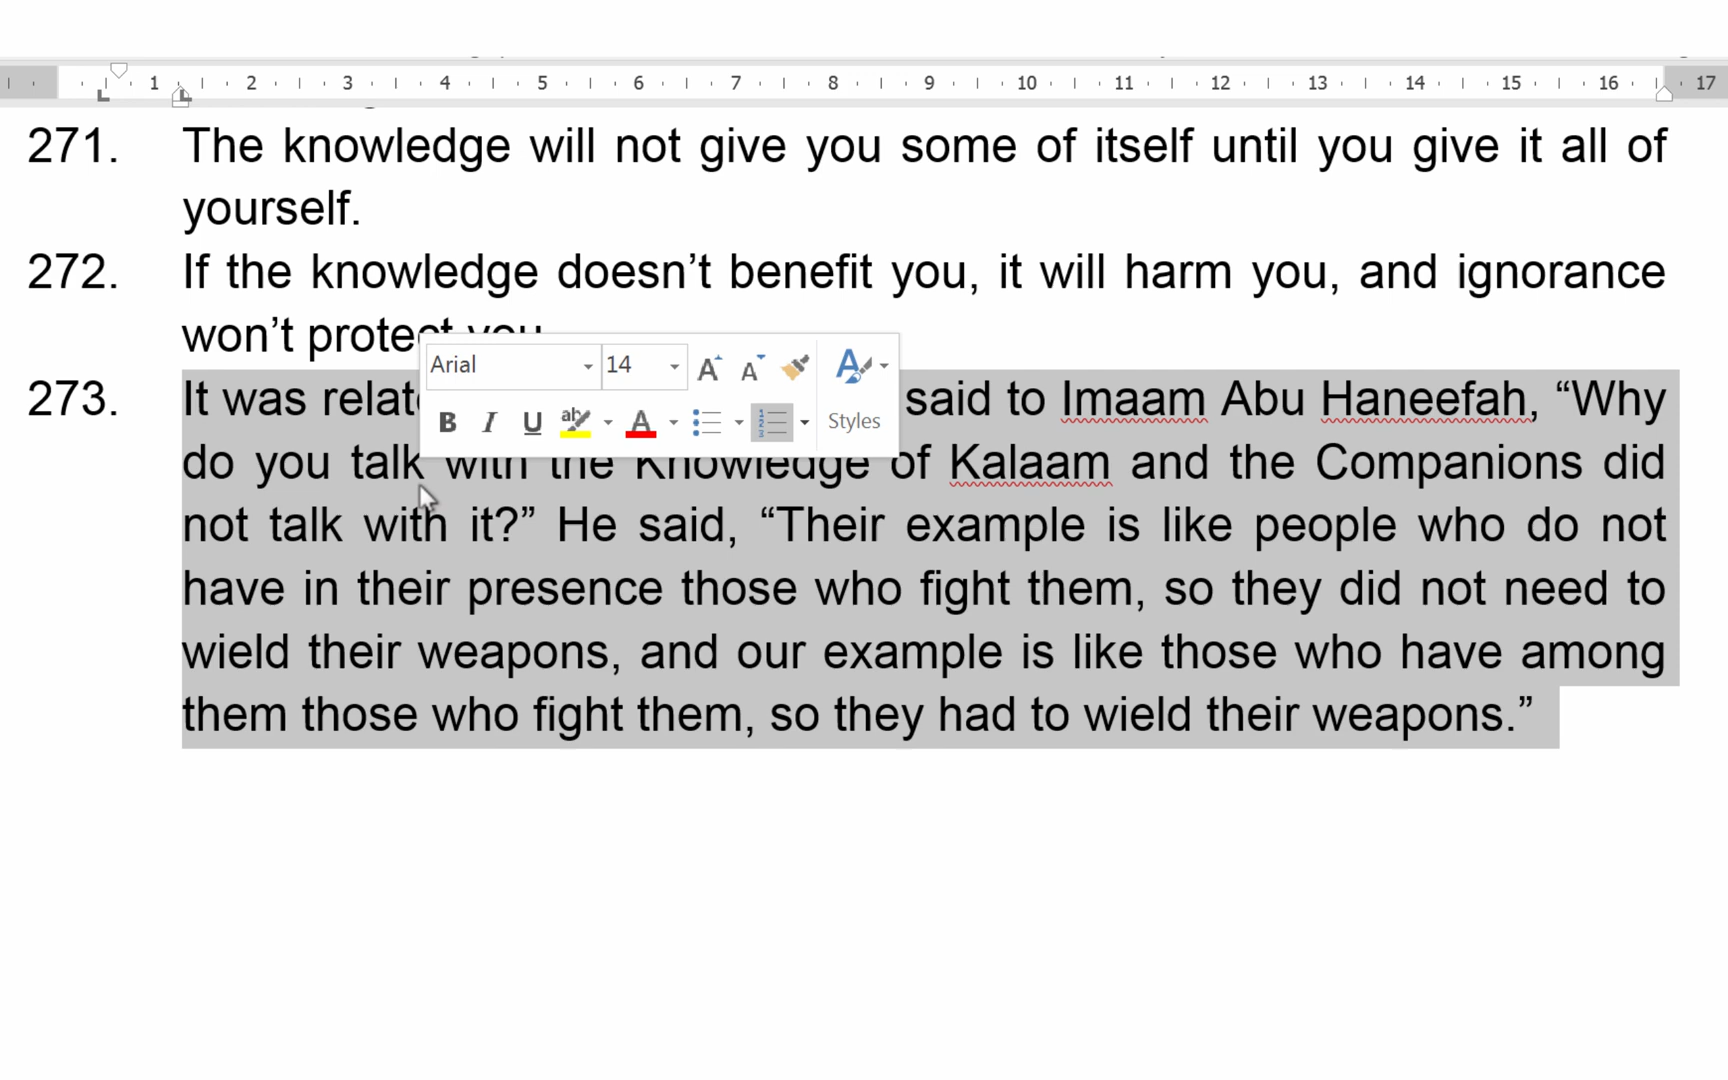 1 2 3 4 5 6 7 8 9 10 11 12 13 14 15 16 17
271. The knowledge will not give you some of itself until you give it all of
yourself.
272. If the knowledge doesn’t benefit you, it will harm you, and ignorance
won’t protect you
Arial 14
273. It was said to Imaam Abu Haneefah, “Why
B I U ab A Styles
do you talk with the Knowledge of Kalaam and the Companions did
not talk with it?” He said, “Their example is like people who do not
have in their presence those who fight them, so they did not need to
wield their weapons, and our example is like those who have among
them those who fight them, so they had to wield their weapons.”